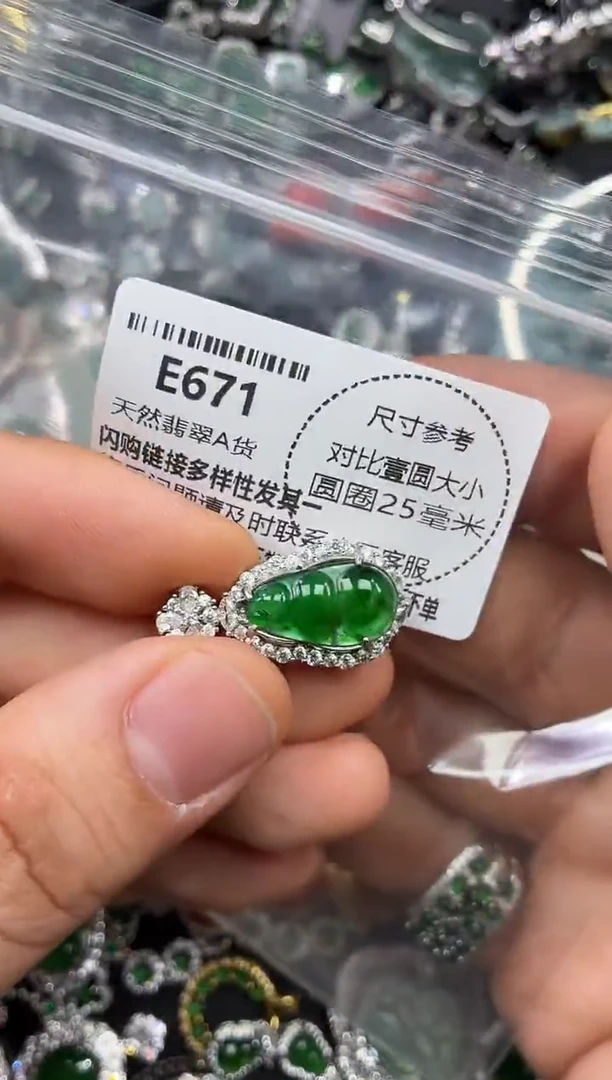 E671
天然翡翠A货
闪购链接多样性发其一
问题请及时联系
客服
下单
尺寸参考
对比壹圆大小
圆圈25毫米